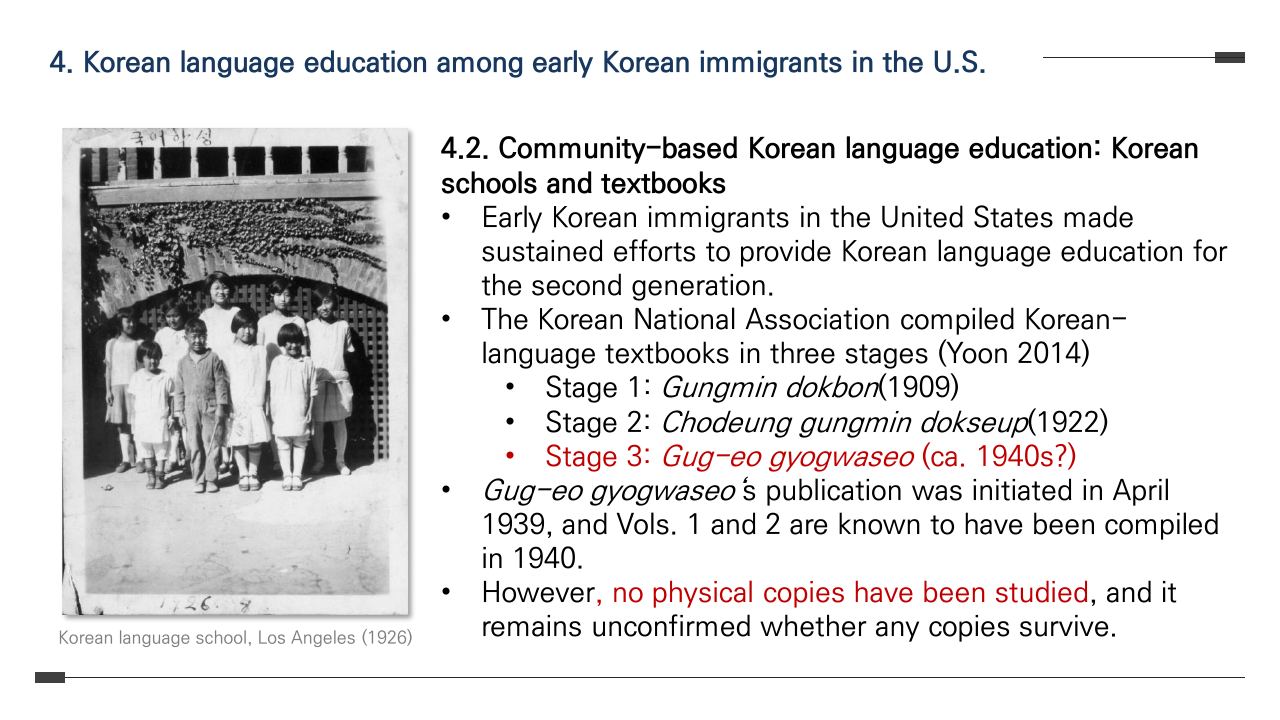 4. Korean language education among early Korean immigrants in the U.S.
국어학생
1926.
Korean language school, Los Angeles (1926)
4.2. Community-based Korean language education: Korean
schools and textbooks
• Early Korean immigrants in the United States made
sustained efforts to provide Korean language education for
the second generation.
• The Korean National Association compiled Korean-
language textbooks in three stages (Yoon 2014)
• Stage 1: Gungmin dokbon(1909)
• Stage 2: Chodeung gungmin dokseup(1922)
• Stage 3: Gug-eo gyogwaseo (ca. 1940s?)
• Gug-eo gyogwaseo‘s publication was initiated in April
1939, and Vols. 1 and 2 are known to have been compiled
in 1940.
• However, no physical copies have been studied, and it
remains unconfirmed whether any copies survive.